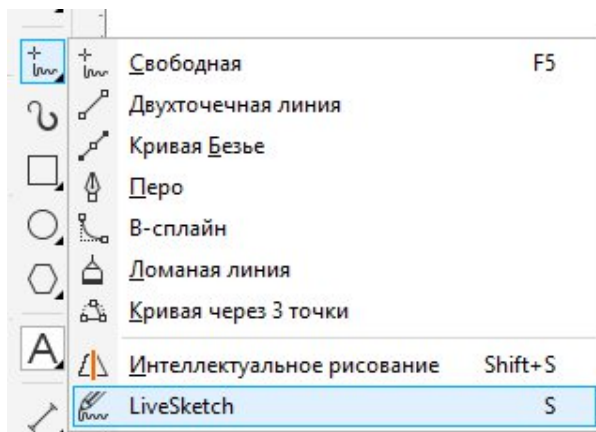 Свободная F5
Двухточечная линия
Кривая Безье
Перо
В-сплайн
Ломаная линия
Кривая через 3 точки
Интеллектуальное рисование Shift+S
LiveSketch S